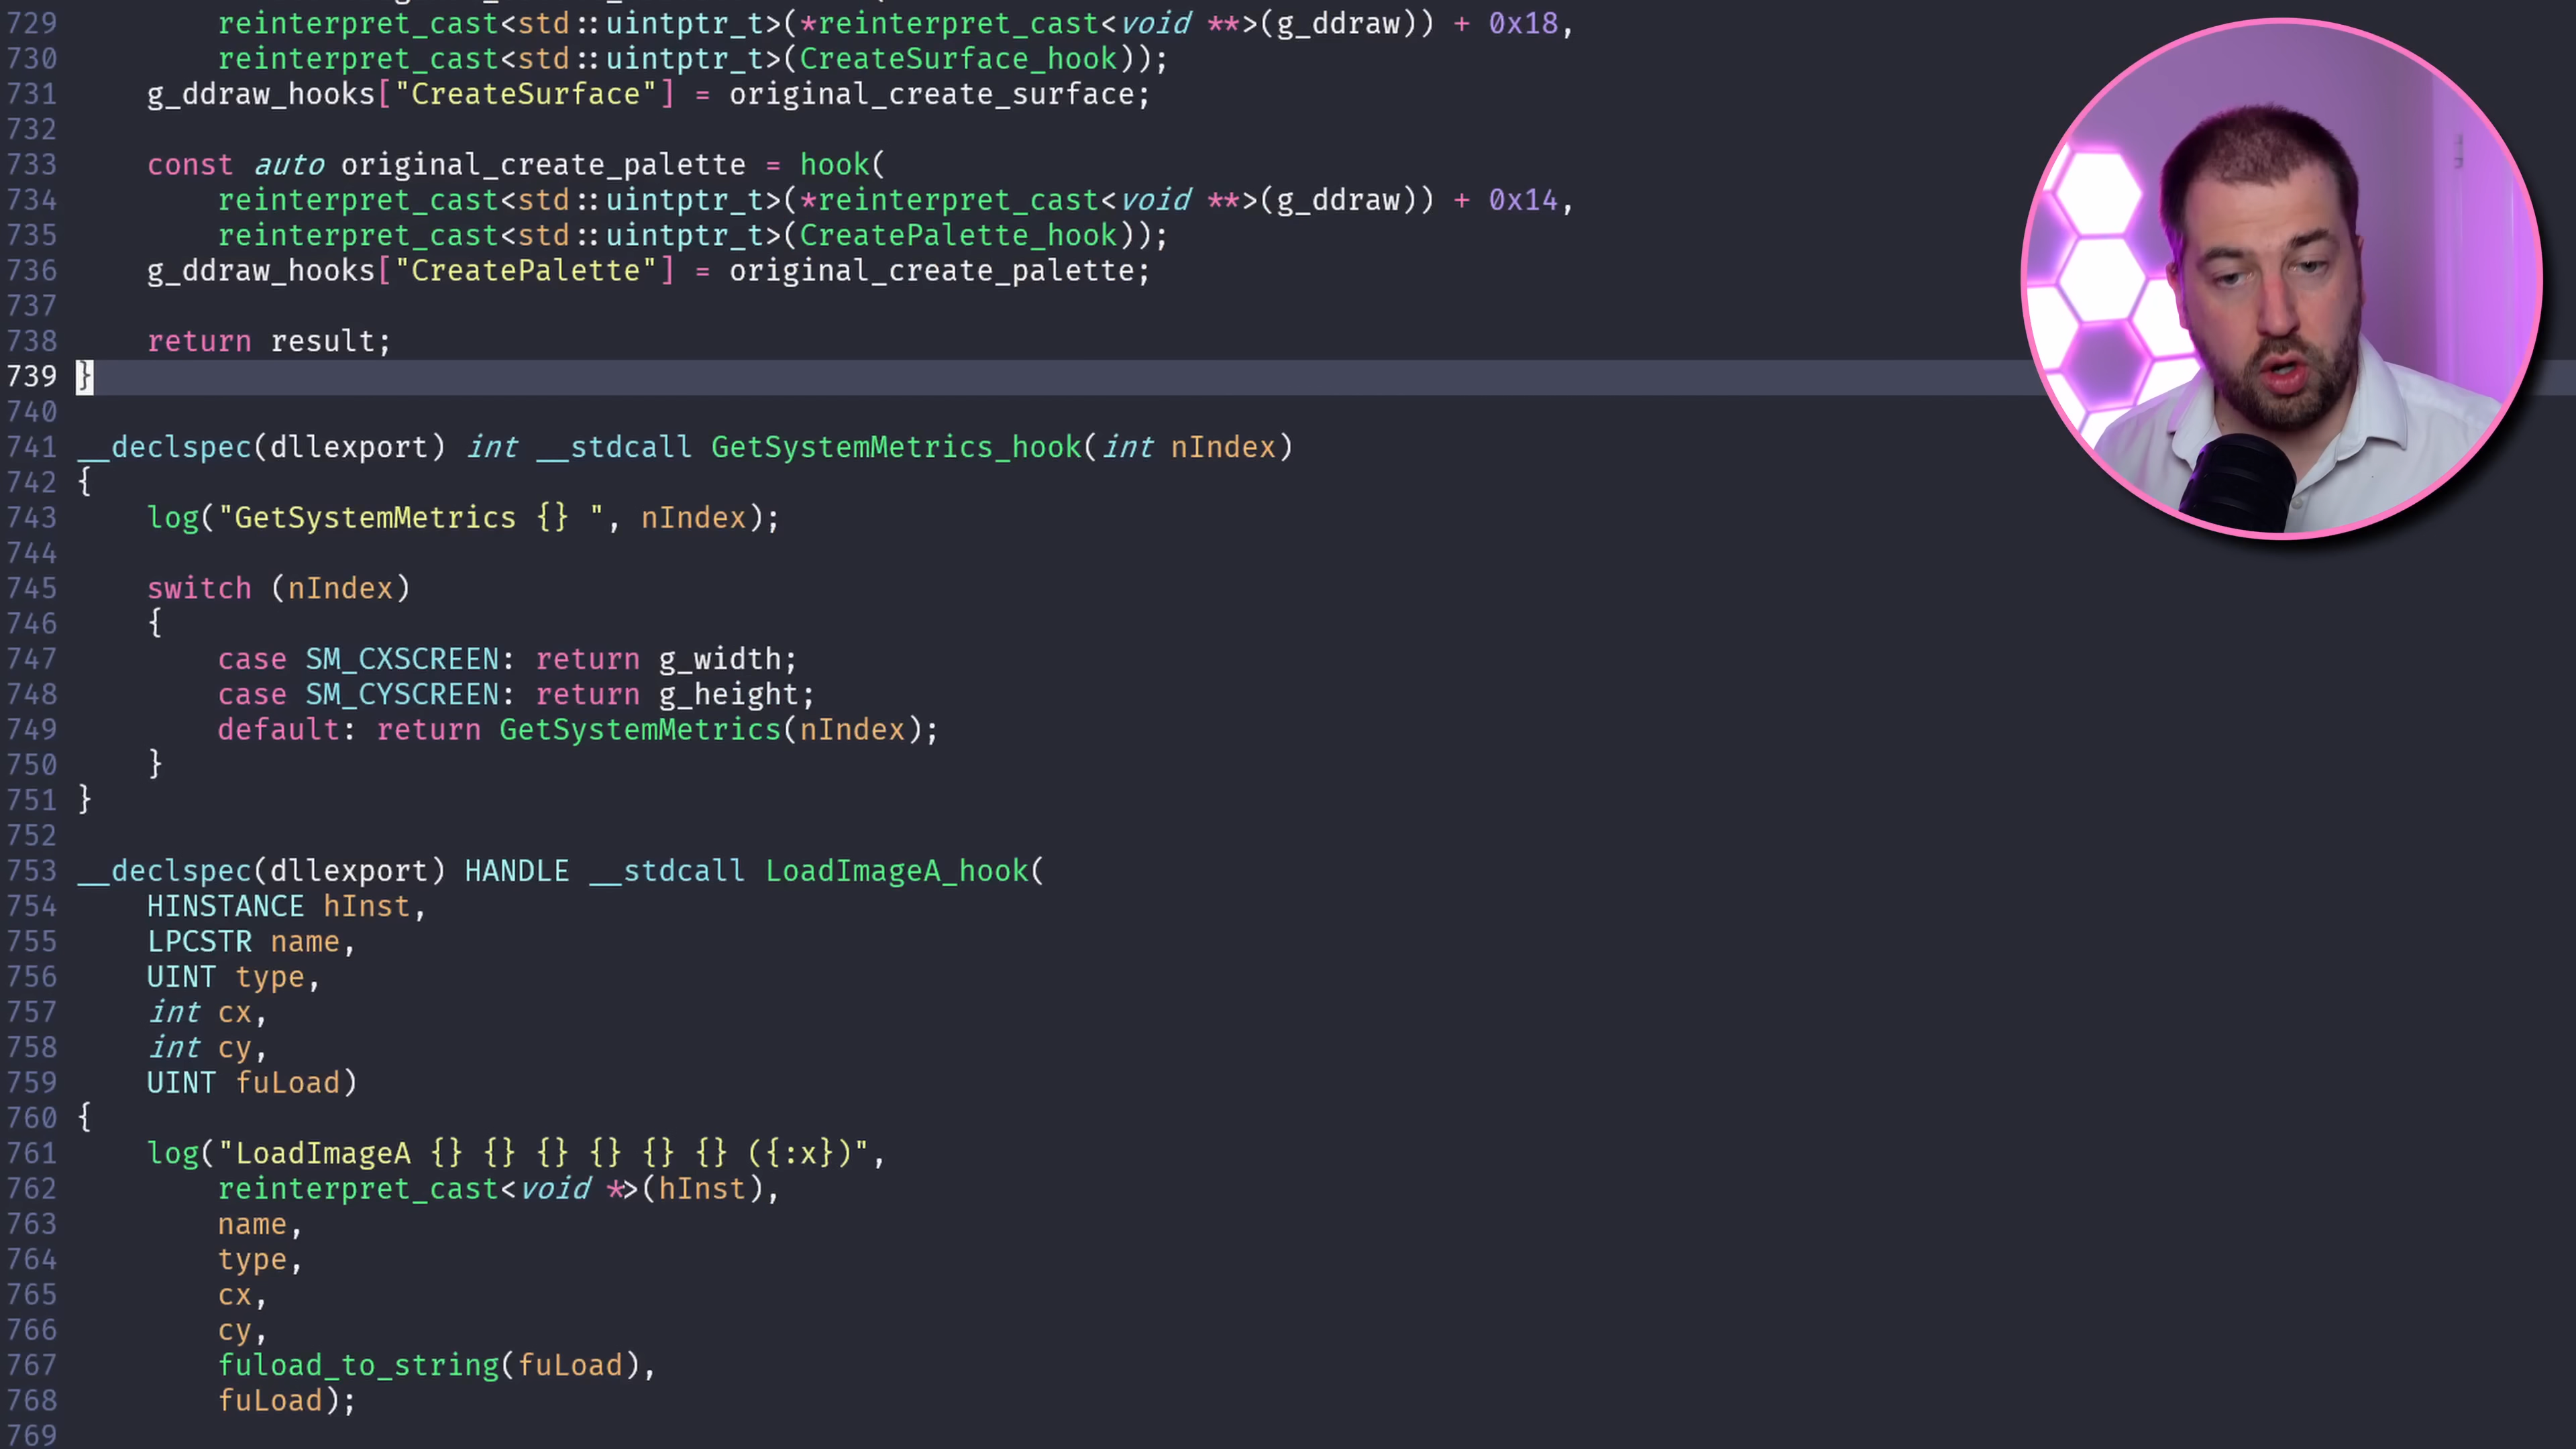 729 reinterpret_cast<std::uintptr_t>(*reinterpret_cast<void **>(g_ddraw)) + 0x18,
730 reinterpret_cast<std::uintptr_t>(CreateSurface_hook));
731 g_ddraw_hooks["CreateSurface"] = original_create_surface;
732
733 const auto original_create_palette = hook(
734 reinterpret_cast<std::uintptr_t>(*reinterpret_cast<void **>(g_ddraw)) + 0x14,
735 reinterpret_cast<std::uintptr_t>(CreatePalette_hook));
736 g_ddraw_hooks["CreatePalette"] = original_create_palette;
737
738 return result;
739 }
740
741 __declspec(dllexport) int __stdcall GetSystemMetrics_hook(int nIndex)
742 {
743 log("GetSystemMetrics {} ", nIndex);
744
745 switch (nIndex)
746 {
747 case SM_CXSCREEN: return g_width;
748 case SM_CYSCREEN: return g_height;
749 default: return GetSystemMetrics(nIndex);
750 }
751 }
752
753 __declspec(dllexport) HANDLE __stdcall LoadImageA_hook(
754 HINSTANCE hInst,
755 LPCSTR name,
756 UINT type,
757 int cx,
758 int cy,
759 UINT fuLoad)
760 {
761 log("LoadImageA {} {} {} {} {} {} ({:x})",
762 reinterpret_cast<void *>(hInst),
763 name,
764 type,
765 cx,
766 cy,
767 fuload_to_string(fuLoad),
768 fuLoad);
769